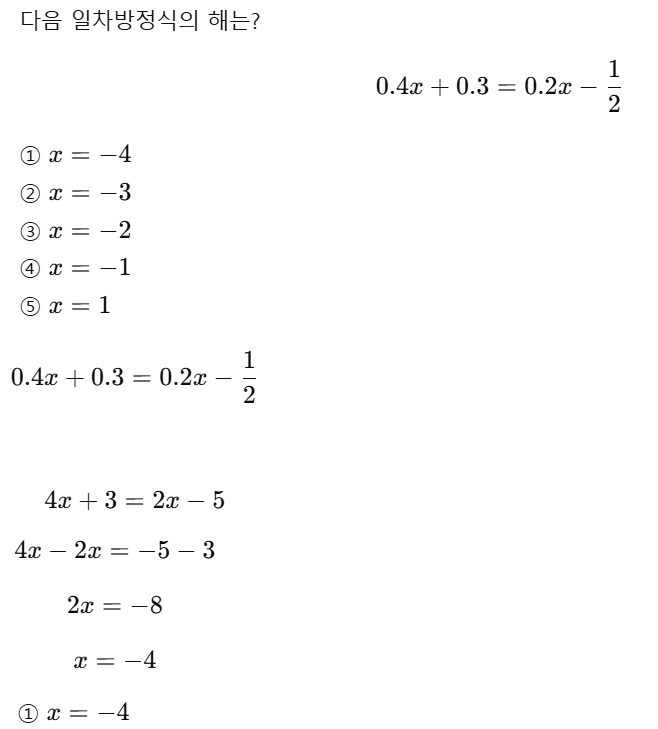 다음 일차방정식의 해는?
0.4x + 0.3 = 0.2x − 1/2
① x = −4
② x = −3
③ x = −2
④ x = −1
⑤ x = 1
0.4x + 0.3 = 0.2x − 1/2
4x + 3 = 2x − 5
4x − 2x = −5 − 3
2x = −8
x = −4
① x = −4